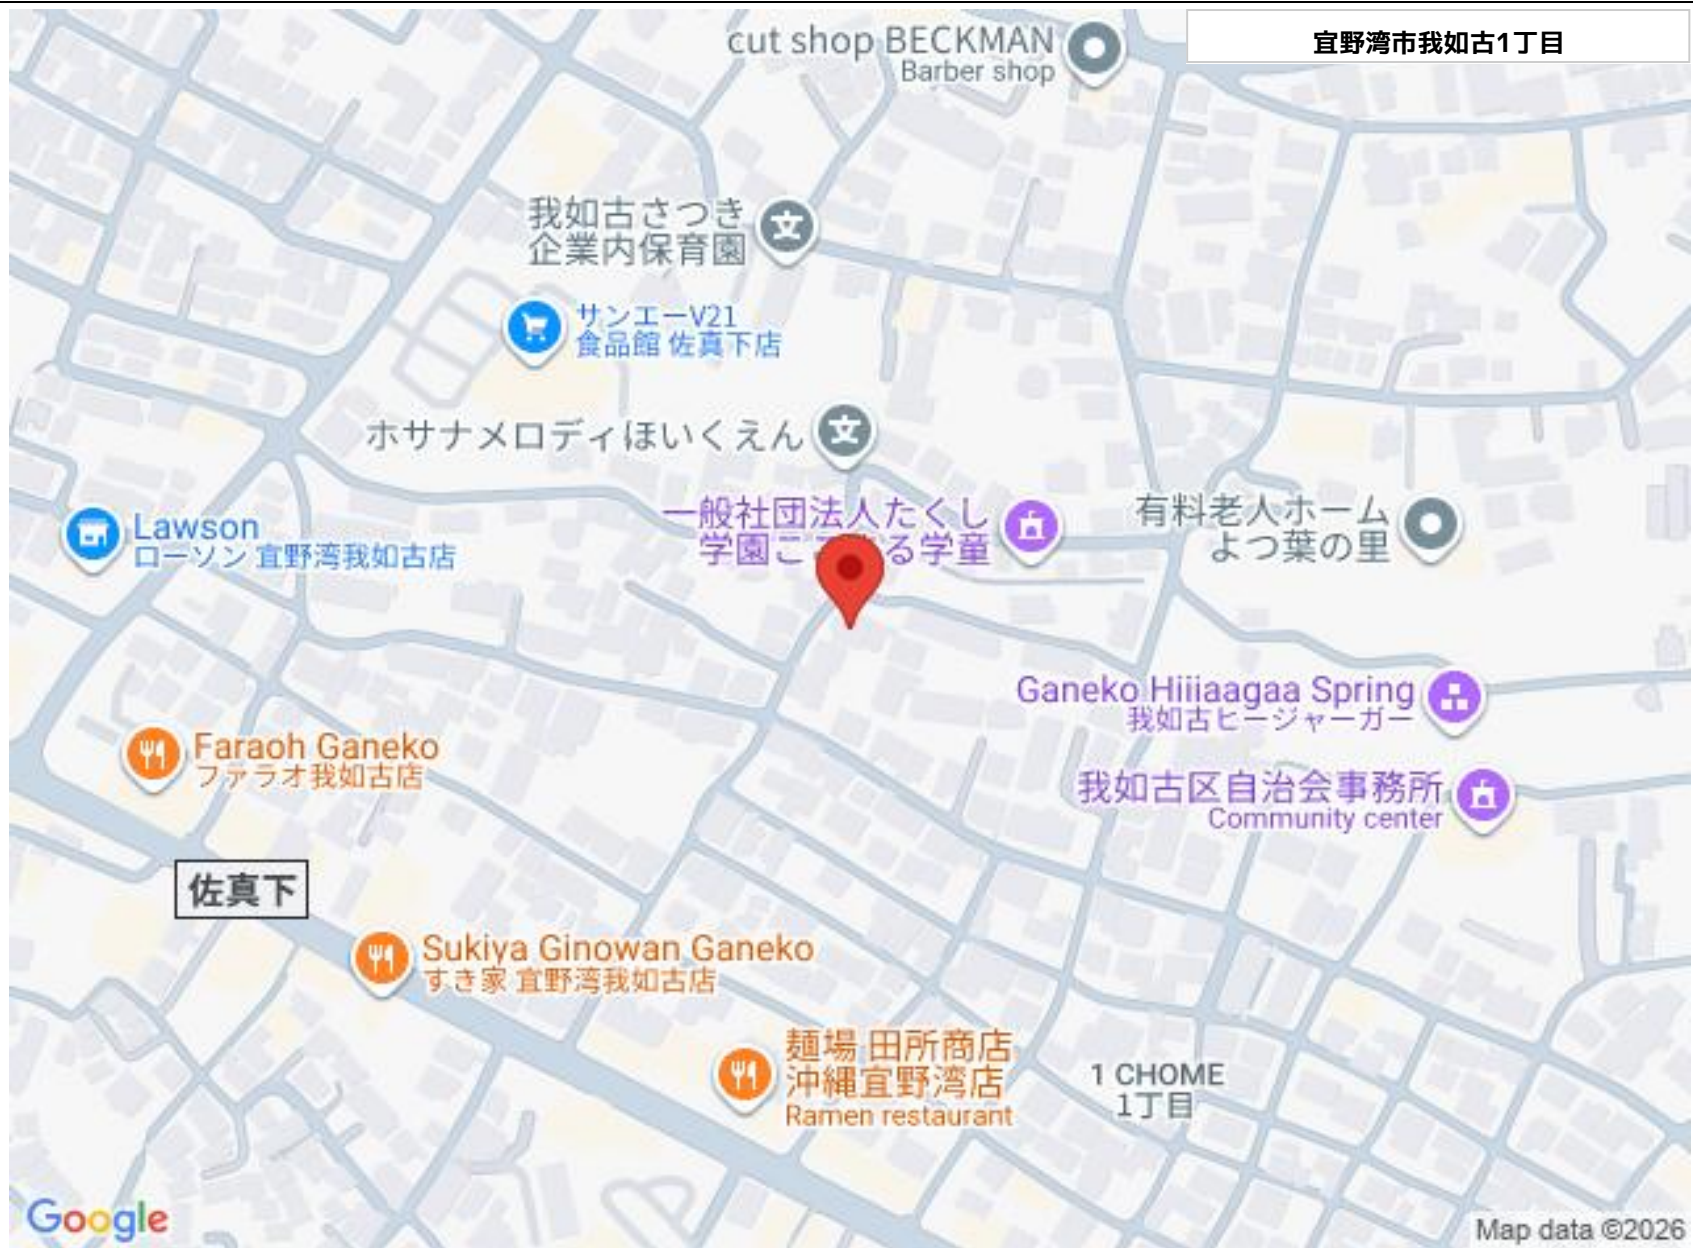 cut shop BECKMAN
Barber shop
宜野湾市我如古1丁目
我如古さつき
企業内保育園
サンエーV21
食品館 佐真下店
ホサナメロディほいくえん
一般社団法人たくし
学園こ
る学童
有料老人ホーム
よつ葉の里
Lawson
ローソン 宜野湾我如古店
Ganeko Hiiiaagaa Spring
我如古ヒージャーガー
Faraoh Ganeko
ファラオ我如古店
我如古区自治会事務所
Community center
佐真下
Sukiya Ginowan Ganeko
すき家 宜野湾我如古店
麺場 田所商店
沖縄宜野湾店
Ramen restaurant
1 CHOME
1丁目
Google
Map data ©2026